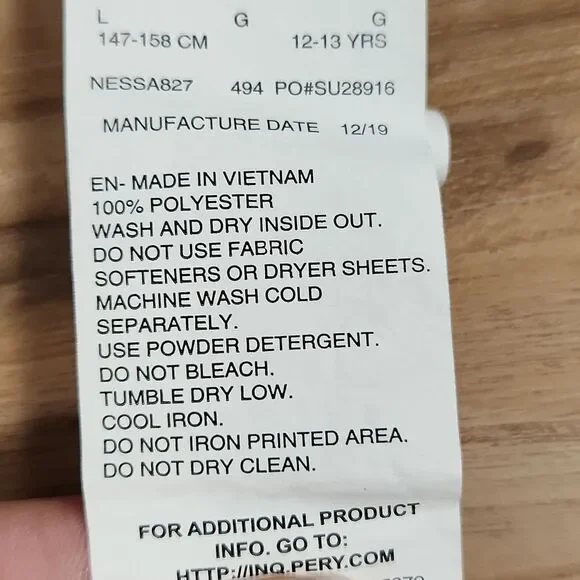 L G G
147-158 CM 12-13 YRS
NESSA827 494 PO#SU28916
MANUFACTURE DATE 12/19
EN- MADE IN VIETNAM
100% POLYESTER
WASH AND DRY INSIDE OUT.
DO NOT USE FABRIC
SOFTENERS OR DRYER SHEETS.
MACHINE WASH COLD
SEPARATELY.
USE POWDER DETERGENT.
DO NOT BLEACH.
TUMBLE DRY LOW.
COOL IRON.
DO NOT IRON PRINTED AREA.
DO NOT DRY CLEAN.
FOR ADDITIONAL PRODUCT
INFO. GO TO:
HTTP://INQ.PERY.COM